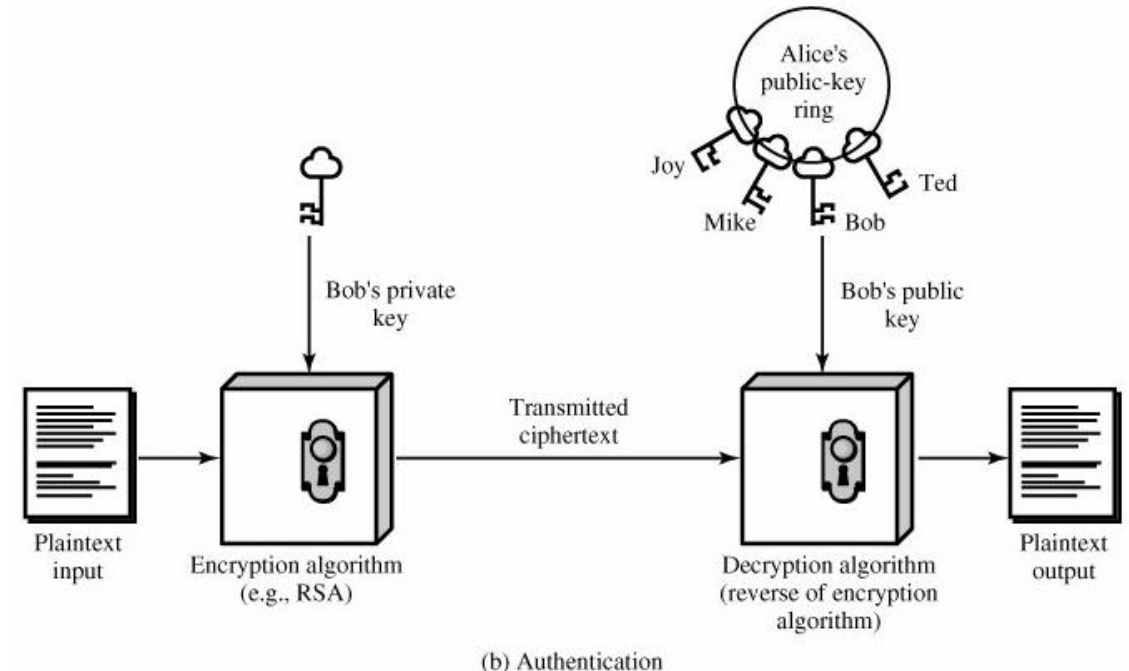 Alice's
public-key
ring
Joy
Ted
Mike
Bob
Bob's private
key
Bob's public
key
Transmitted
ciphertext
Plaintext
input
Encryption algorithm
(e.g., RSA)
Decryption algorithm
(reverse of encryption
algorithm)
Plaintext
output
(b) Authentication